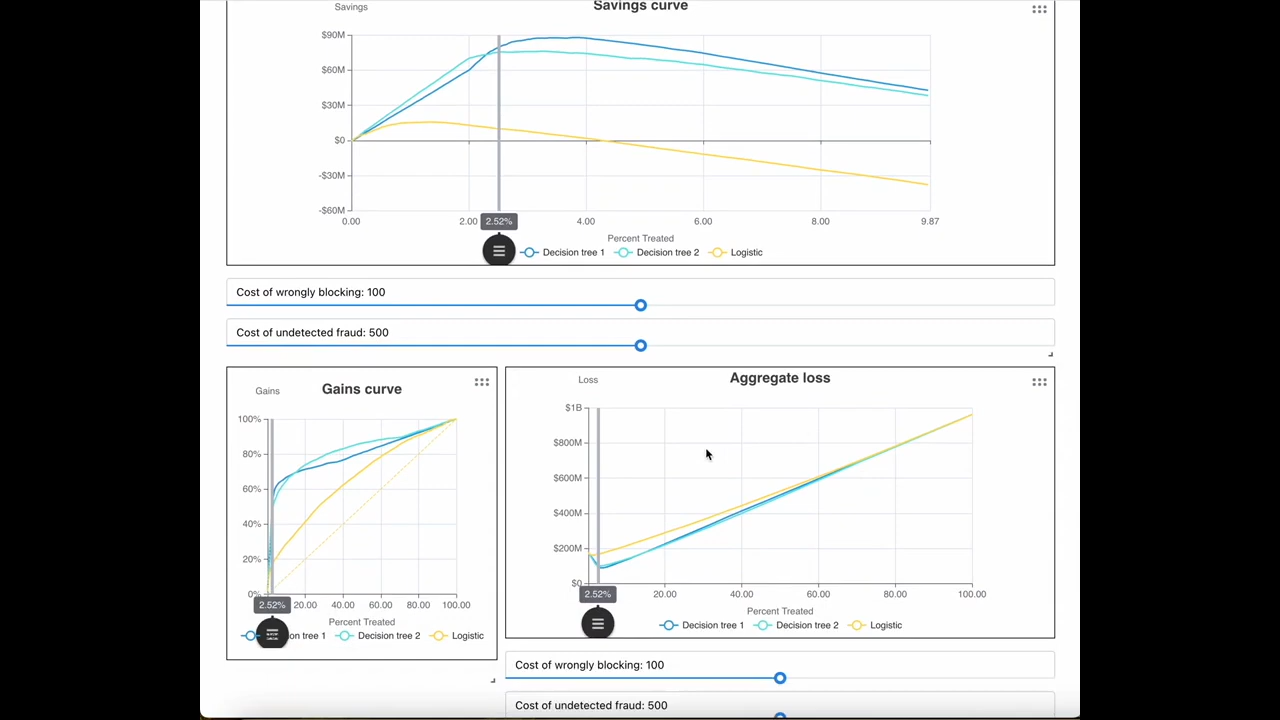 Savings
Savings curve
$90M
$60M
$30M
$0
-$30M
-$60M
0.00 2.00 2.52% 4.00 6.00 8.00 9.87
Percent Treated
Decision tree 1 Decision tree 2 Logistic
Cost of wrongly blocking: 100
Cost of undetected fraud: 500
Gains
Gains curve
100%
80%
60%
40%
20%
0%
2.52% 20.00 40.00 60.00 80.00 100.00
Percent Treated
on tree 1 Decision tree 2 Logistic
Loss
Aggregate loss
$1B
$800M
$600M
$400M
$200M
$0
2.52% 20.00 40.00 60.00 80.00 100.00
Percent Treated
Decision tree 1 Decision tree 2 Logistic
Cost of wrongly blocking: 100
Cost of undetected fraud: 500